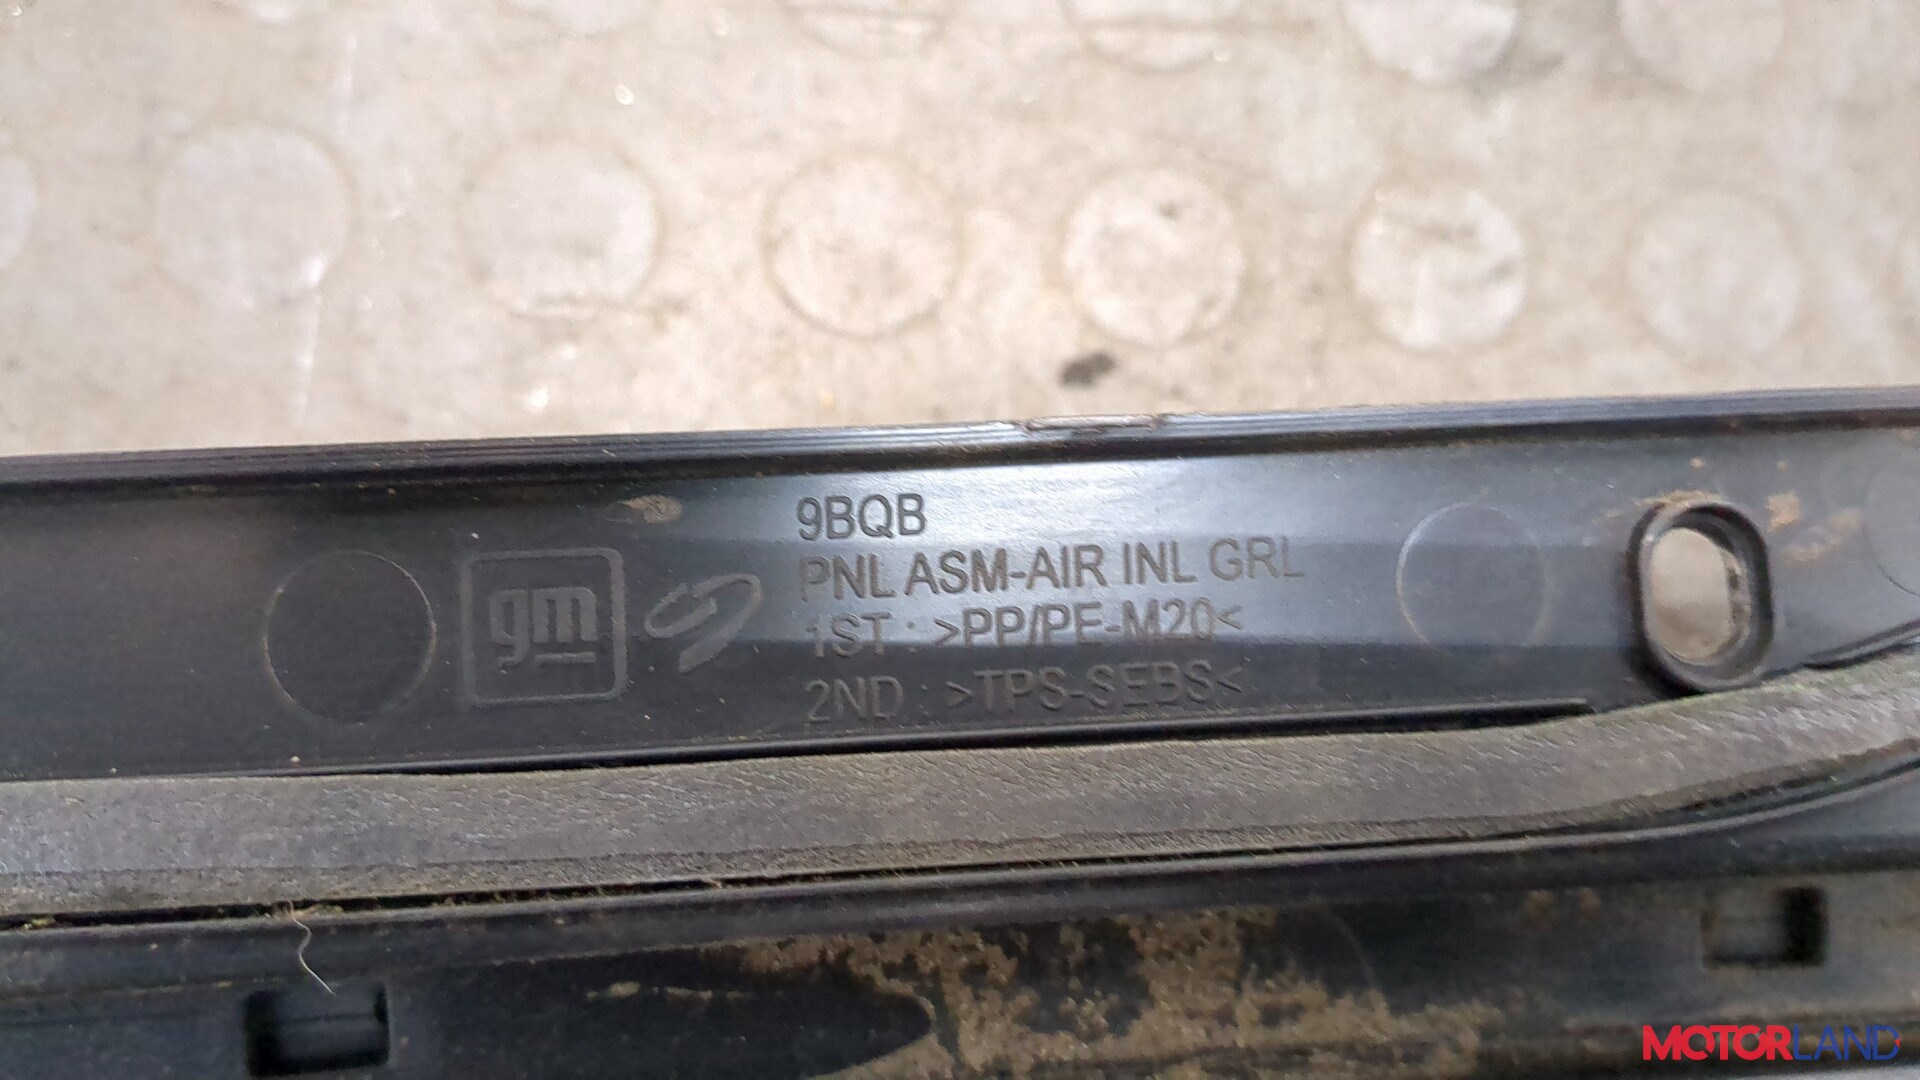 9BQB
PNL ASM-AIR INL GRL
1ST : >PP/PE-M20<
2ND : >TPS-SEBS<
gm
MOTORLAND